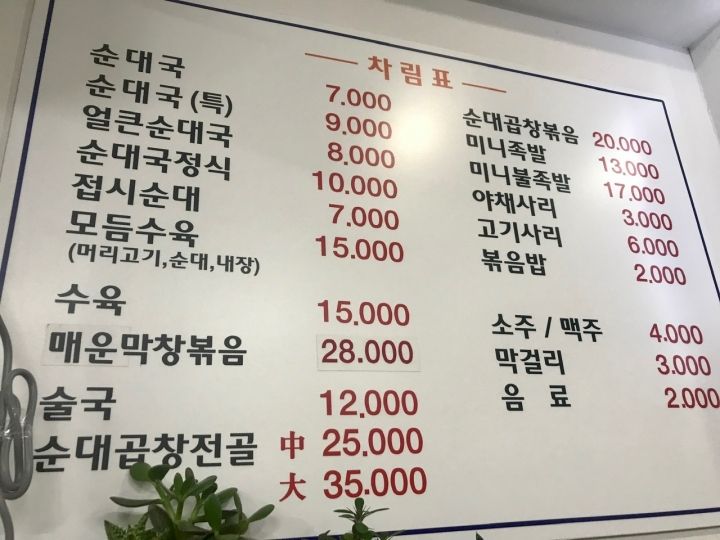 차림표
순대국 7.000
순대국(특) 9.000
얼큰순대국 8.000
순대국정식 10.000
접시순대 7.000
모듬수육 15.000
(머리고기,순대,내장)
수육 15.000
매운막창볶음 28.000
술국 12.000
순대곱창전골 中 25.000
大 35.000
순대곱창볶음 20.000
미니족발 13.000
미니불족발 17.000
야채사리 3.000
고기사리 6.000
볶음밥 2.000
소주 / 맥주 4.000
막걸리 3.000
음 료 2.000